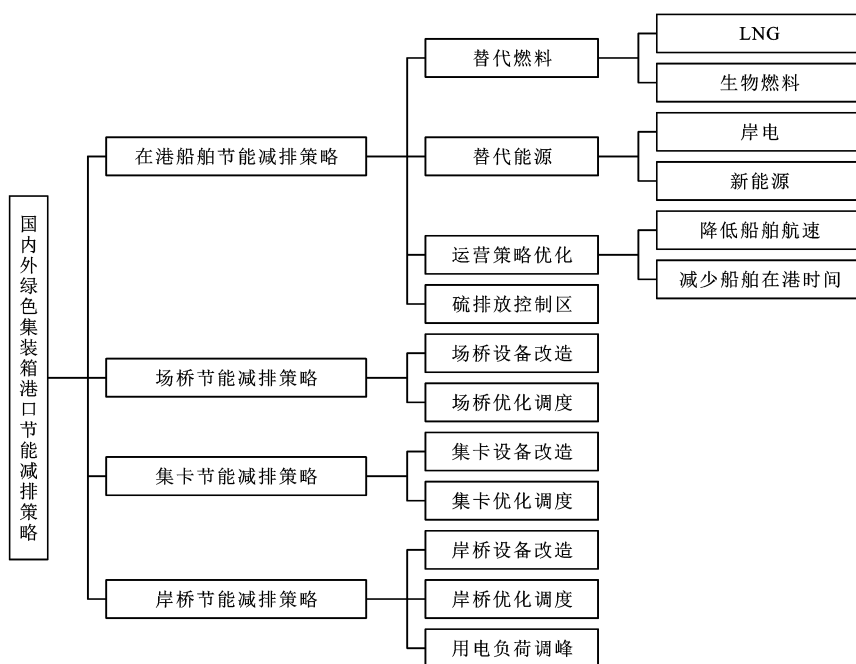 国内外绿色集装箱港口节能减排策略
在港船舶节能减排策略
替代燃料
LNG
生物燃料
替代能源
岸电
新能源
运营策略优化
降低船舶航速
减少船舶在港时间
硫排放控制区
场桥节能减排策略
场桥设备改造
场桥优化调度
集卡节能减排策略
集卡设备改造
集卡优化调度
岸桥节能减排策略
岸桥设备改造
岸桥优化调度
用电负荷调峰